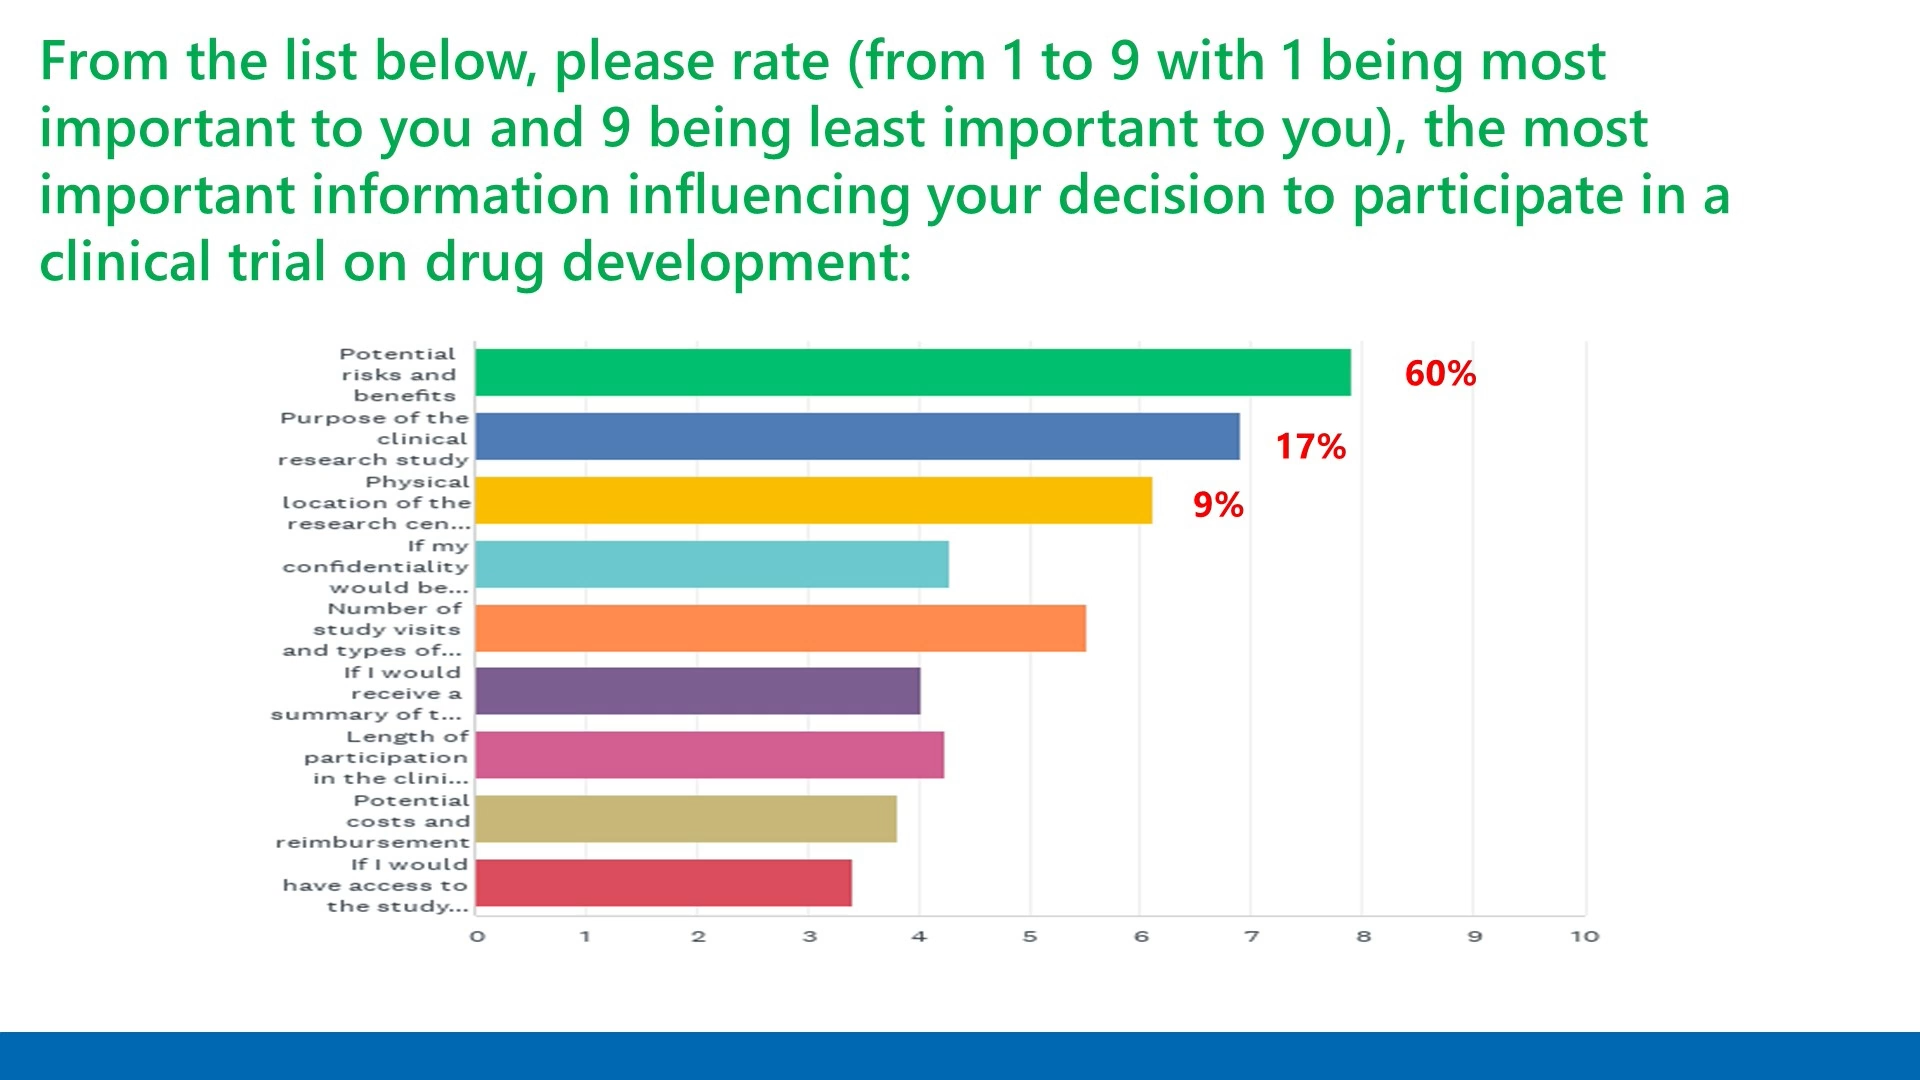 From the list below, please rate (from 1 to 9 with 1 being most
important to you and 9 being least important to you), the most
important information influencing your decision to participate in a
clinical trial on drug development:
Potential
risks and
benefits
60%
Purpose of the
clinical
research study
17%
Physical
location of the
research cen...
9%
If my
confidentiality
would be...
Number of
study visits
and types of...
If I would
receive a
summary of t...
Length of
participation
in the clini...
Potential
costs and
reimbursement
If I would
have access to
the study...
0 1 2 3 4 5 6 7 8 9 10